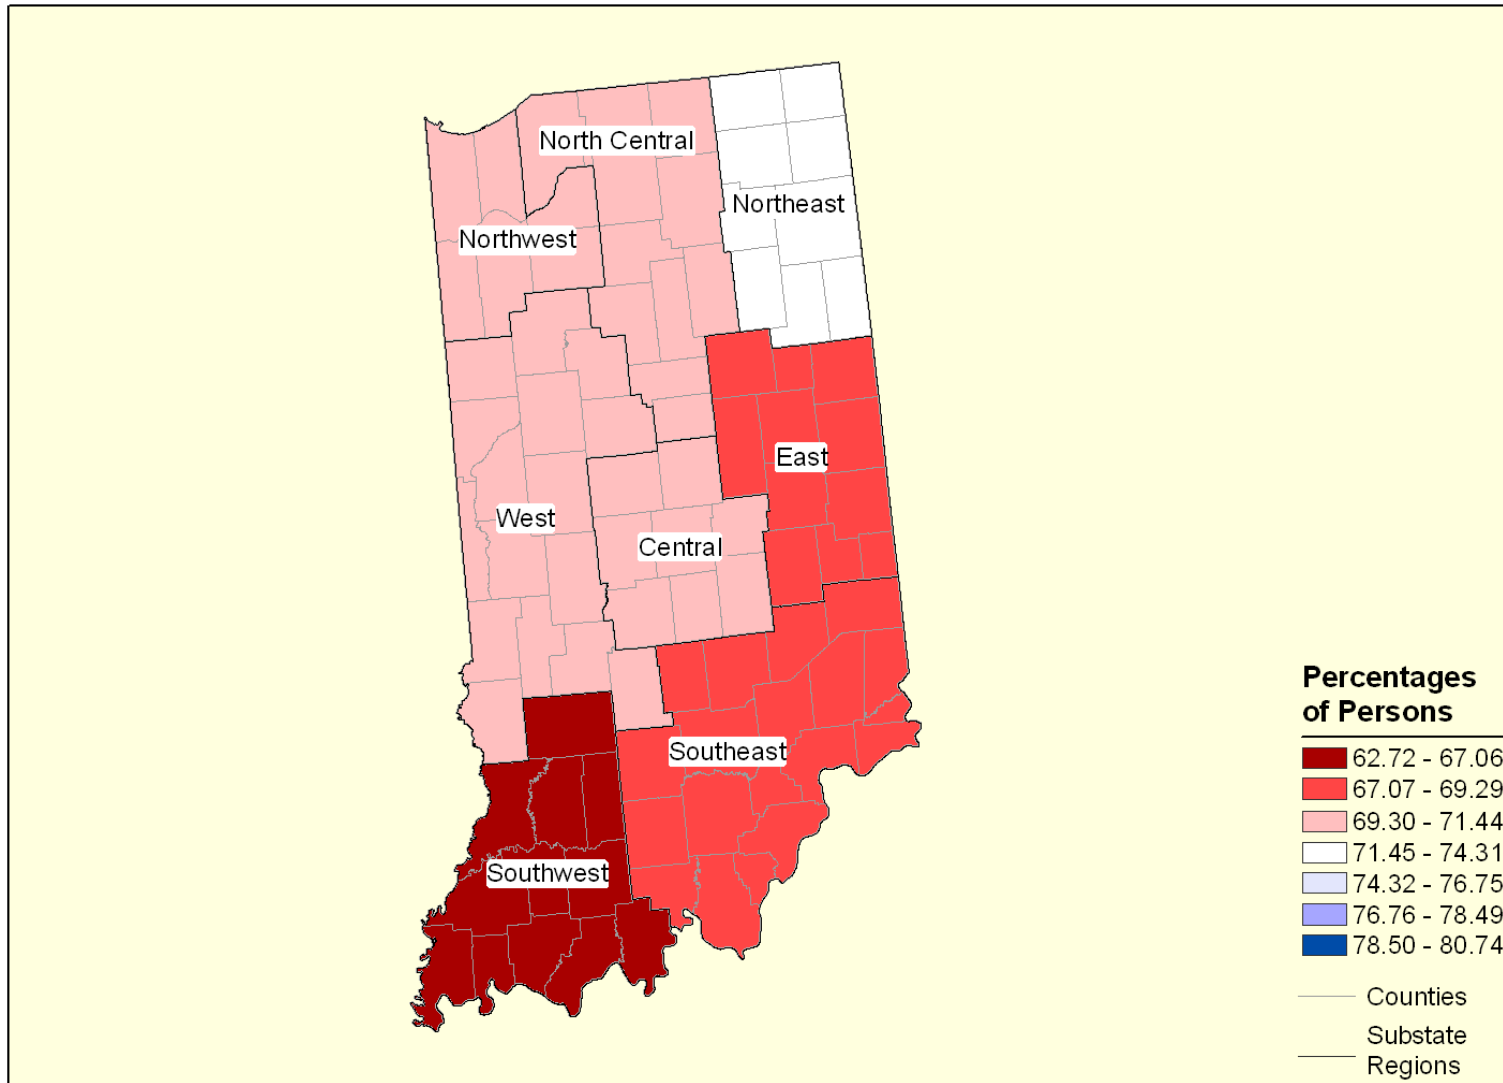 North Central
Northeast
Northwest
East
West
Central
Southeast
Southwest
Percentages
of Persons
62.72 - 67.06
67.07 - 69.29
69.30 - 71.44
71.45 - 74.31
74.32 - 76.75
76.76 - 78.49
78.50 - 80.74
Counties
Substate
Regions